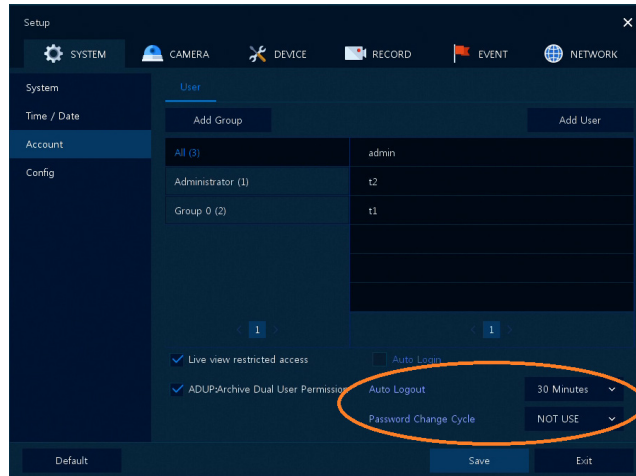 Setup
SYSTEM CAMERA DEVICE RECORD EVENT NETWORK
System
Time / Date
Account
Config
User
Add Group
Add User
All (3)
Administrator (1)
Group 0 (2)
admin
t2
t1
1
1
Live view restricted access
Auto Login
ADUP:Archive Dual User Permission
Auto Logout 30 Minutes
Password Change Cycle NOT USE
Default
Save
Exit